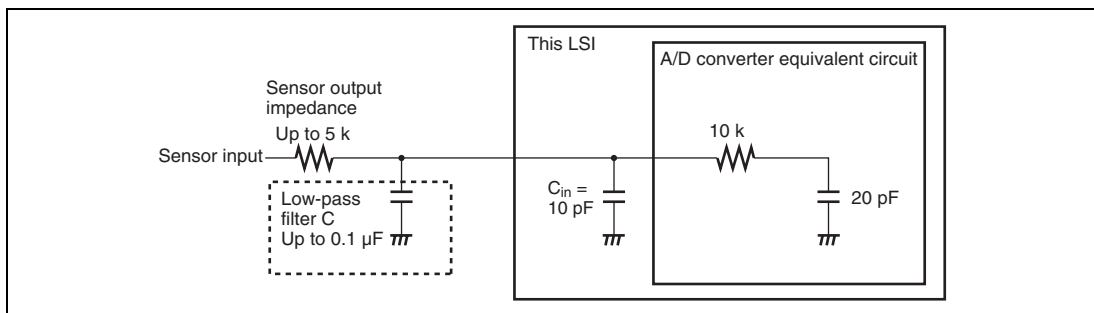 This LSI
A/D converter equivalent circuit
Sensor output
impedance
Up to 5 k
10 k
Sensor input
Low-pass
filter C
Up to 0.1 μF
Cin =
10 pF
20 pF